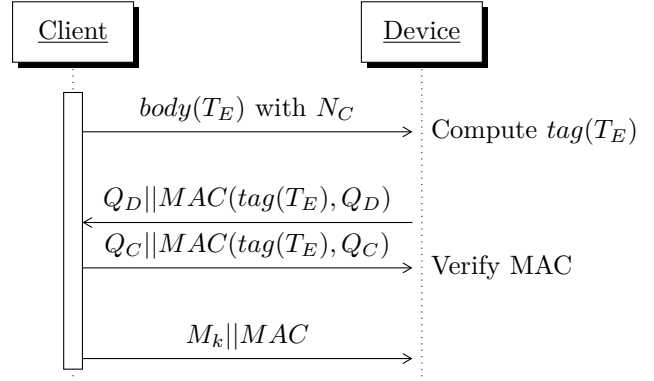 Client
Device
body(T_E) with N_C
Compute tag(T_E)
Q_D||MAC(tag(T_E), Q_D)
Q_C||MAC(tag(T_E), Q_C)
Verify MAC
M_k||MAC